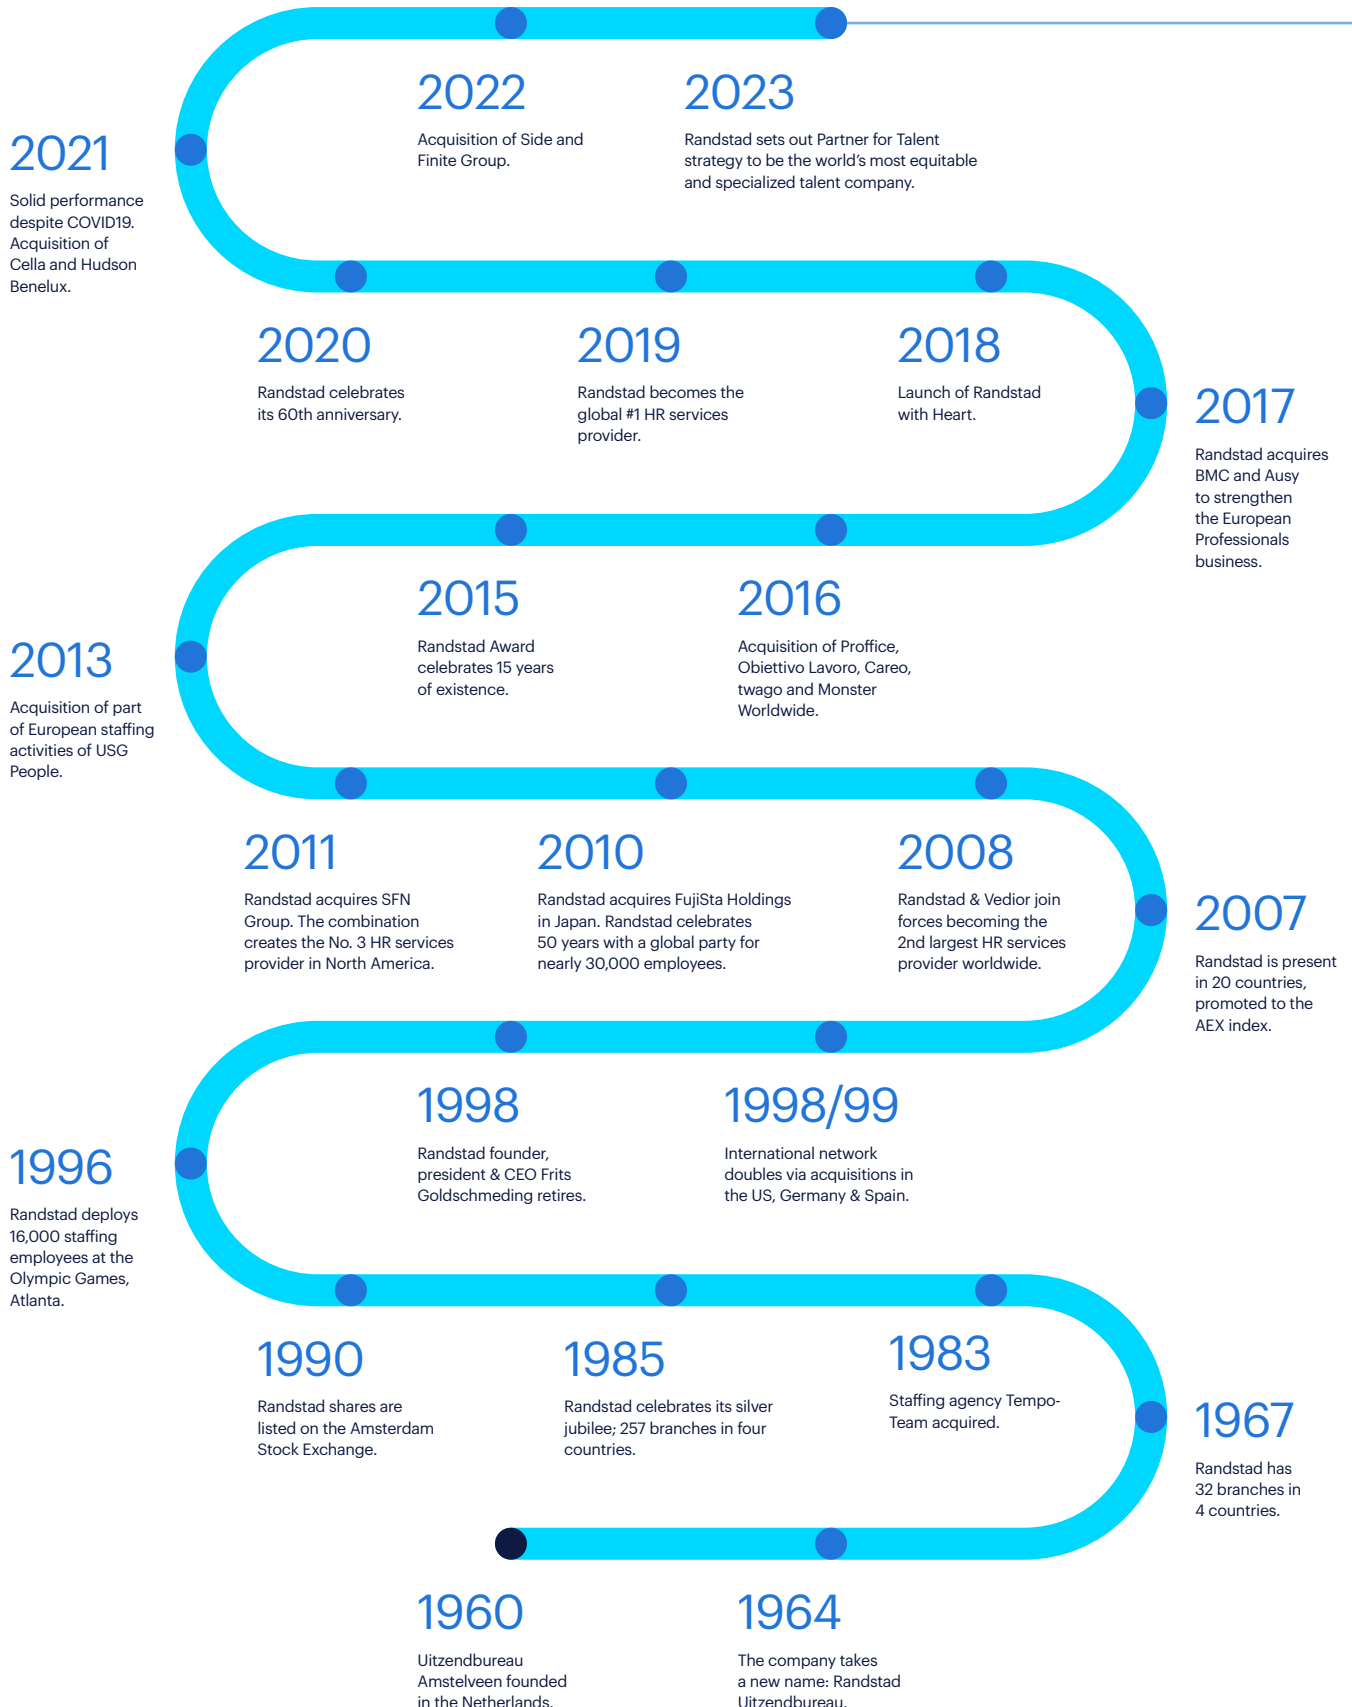 2022
Acquisition of Side and
Finite Group.
2023
Randstad sets out Partner for Talent
strategy to be the world’s most equitable
and specialized talent company.
2021
Solid performance
despite COVID19.
Acquisition of
Cella and Hudson
Benelux.
2020
Randstad celebrates
its 60th anniversary.
2019
Randstad becomes the
global #1 HR services
provider.
2018
Launch of Randstad
with Heart.
2017
Randstad acquires
BMC and Ausy
to strengthen
the European
Professionals
business.
2015
Randstad Award
celebrates 15 years
of existence.
2016
Acquisition of Proffice,
Obiettivo Lavoro, Careo,
twago and Monster
Worldwide.
2013
Acquisition of part
of European staffing
activities of USG
People.
2011
Randstad acquires SFN
Group. The combination
creates the No. 3 HR services
provider in North America.
2010
Randstad acquires FujiSta Holdings
in Japan. Randstad celebrates
50 years with a global party for
nearly 30,000 employees.
2008
Randstad & Vedior join
forces becoming the
2nd largest HR services
provider worldwide.
2007
Randstad is present
in 20 countries,
promoted to the
AEX index.
1998
Randstad founder,
president & CEO Frits
Goldschmeding retires.
1998/99
International network
doubles via acquisitions in
the US, Germany & Spain.
1996
Randstad deploys
16,000 staffing
employees at the
Olympic Games,
Atlanta.
1990
Randstad shares are
listed on the Amsterdam
Stock Exchange.
1985
Randstad celebrates its silver
jubilee; 257 branches in four
countries.
1983
Staffing agency Tempo-
Team acquired.
1967
Randstad has
32 branches in
4 countries.
1960
Uitzendbureau
Amstelveen founded
in the Netherlands.
1964
The company takes
a new name: Randstad
Uitzendbureau.